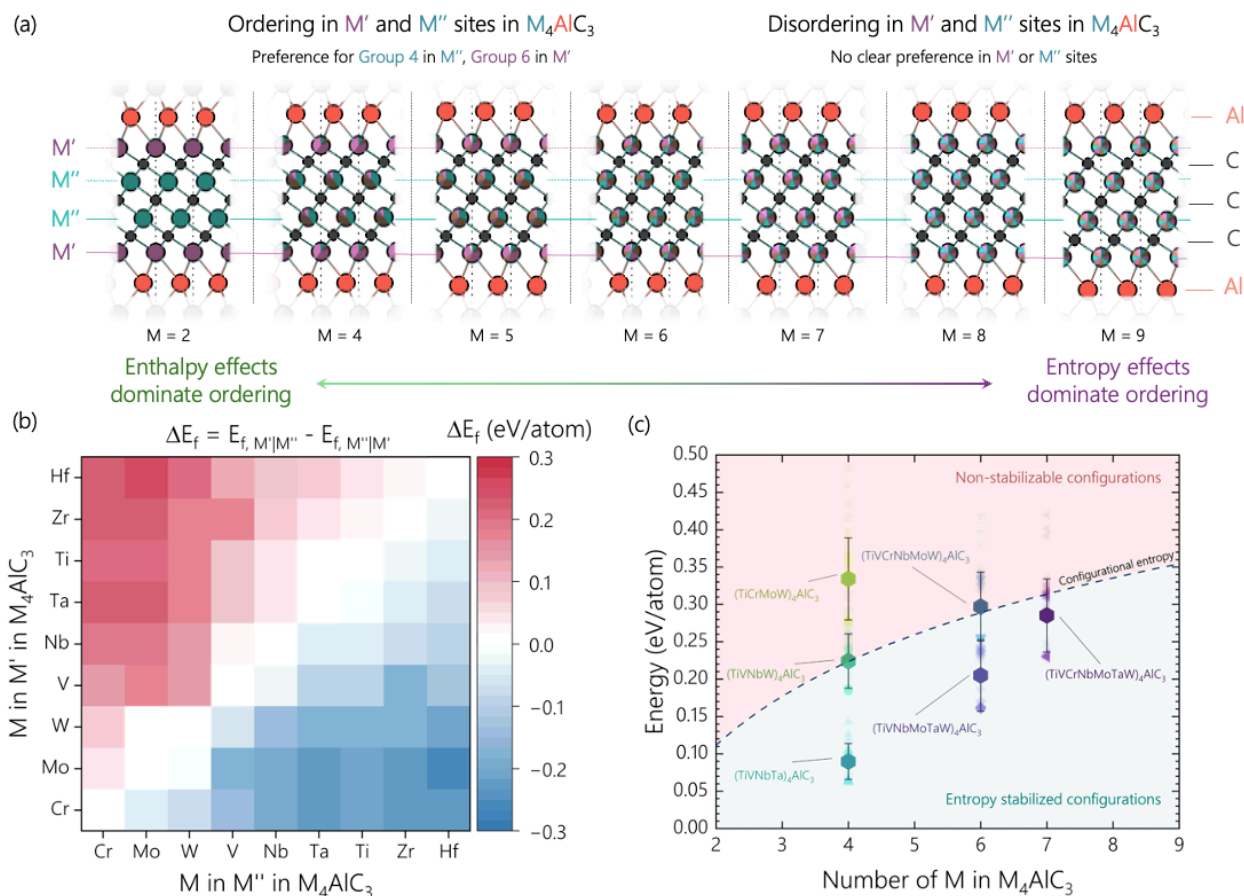 (a)
Ordering in M′ and M′′ sites in M₄AlC₃
Disordering in M′ and M′′ sites in M₄AlC₃
Preference for Group 4 in M′′, Group 6 in M′
No clear preference in M′ or M′′ sites
M′
M′′
M′′
M′
Al
C
C
C
Al
M = 2
M = 4
M = 5
M = 6
M = 7
M = 8
M = 9
Enthalpy effects
dominate ordering
Entropy effects
dominate ordering
(b)
ΔE_f = E_f, M′|M′′ - E_f, M′′|M′
ΔE_f (eV/atom)
M in M′ in M₄AlC₃
Hf
Zr
Ti
Ta
Nb
V
W
Mo
Cr
Cr Mo W V Nb Ta Ti Zr Hf
M in M′′ in M₄AlC₃
0.3
0.2
0.1
0.0
−0.1
−0.2
−0.3
(c)
Energy (eV/atom)
0.50
0.45
0.40
0.35
0.30
0.25
0.20
0.15
0.10
0.05
0.00
Non-stabilizable configurations
(TiVCrNbMoW)₄AlC₃
Configurational entropy
(TiCrMoW)₄AlC₃
(TiVNbW)₄AlC₃
(TiVCrNbMoTaW)₄AlC₃
(TiVNbMoTaW)₄AlC₃
(TiVNbTa)₄AlC₃
Entropy stabilized configurations
2 3 4 5 6 7 8 9
Number of M in M₄AlC₃